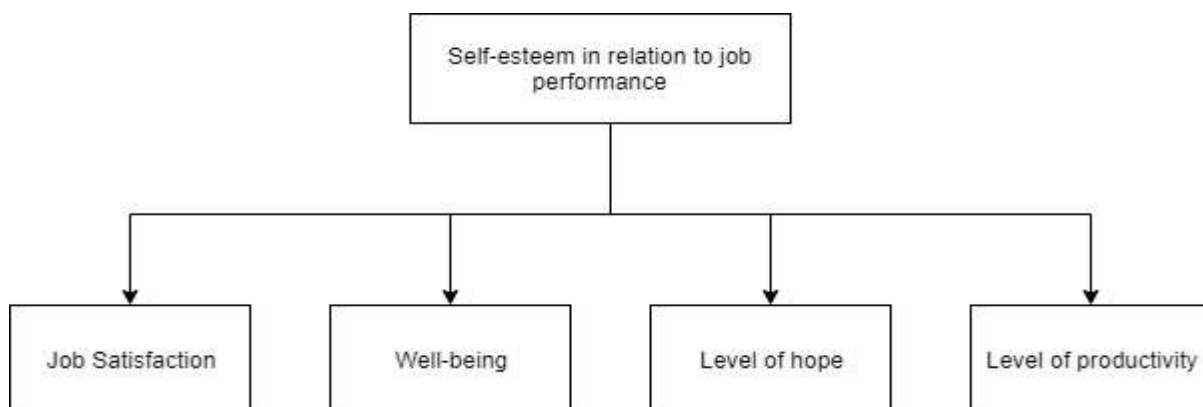 Self-esteem in relation to job
performance
Job Satisfaction
Well-being
Level of hope
Level of productivity